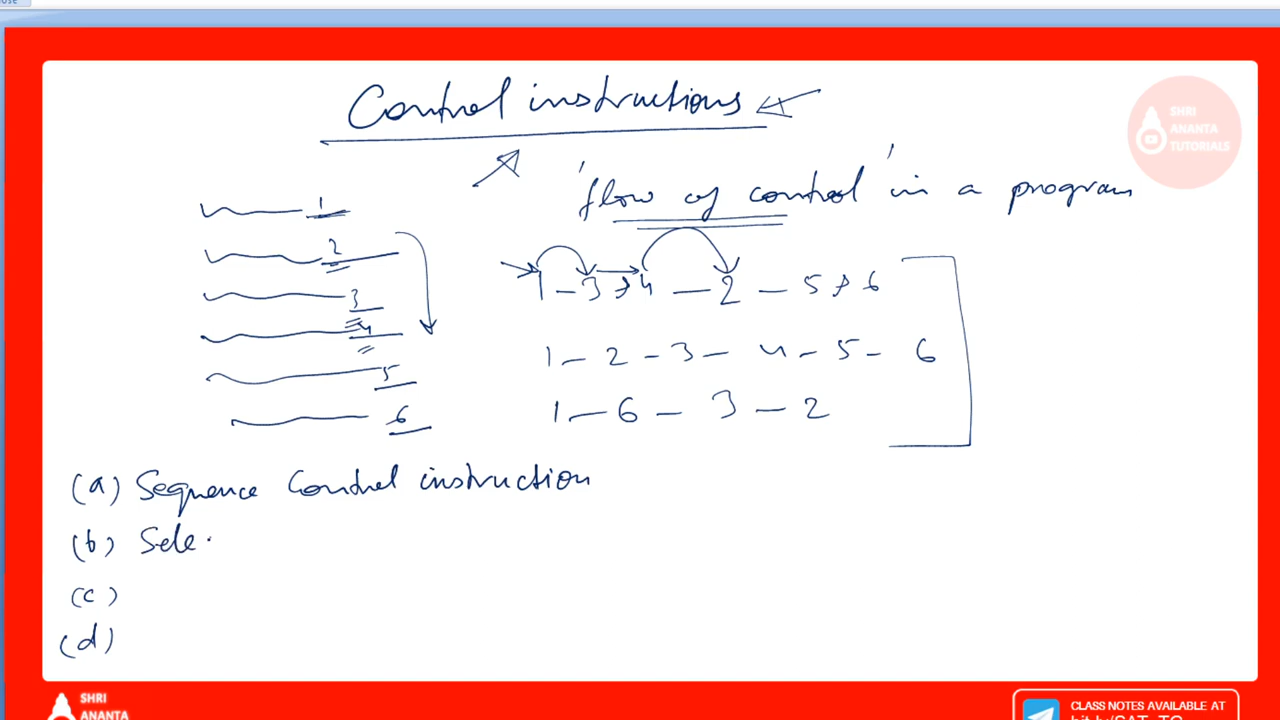 Control instructions
SHRI
ANANTA
TUTORIALS
'flow of control' in a program
1
2
3
4
5
6
1 - 3 → 4 — 2 — 5 → 6
1 — 2 - 3 — 4 - 5 - 6
1 — 6 — 3 — 2
(a) Sequence Control instruction
(b) Sele
(c)
(d)
SHRI
ANANTA
CLASS NOTES AVAILABLE AT